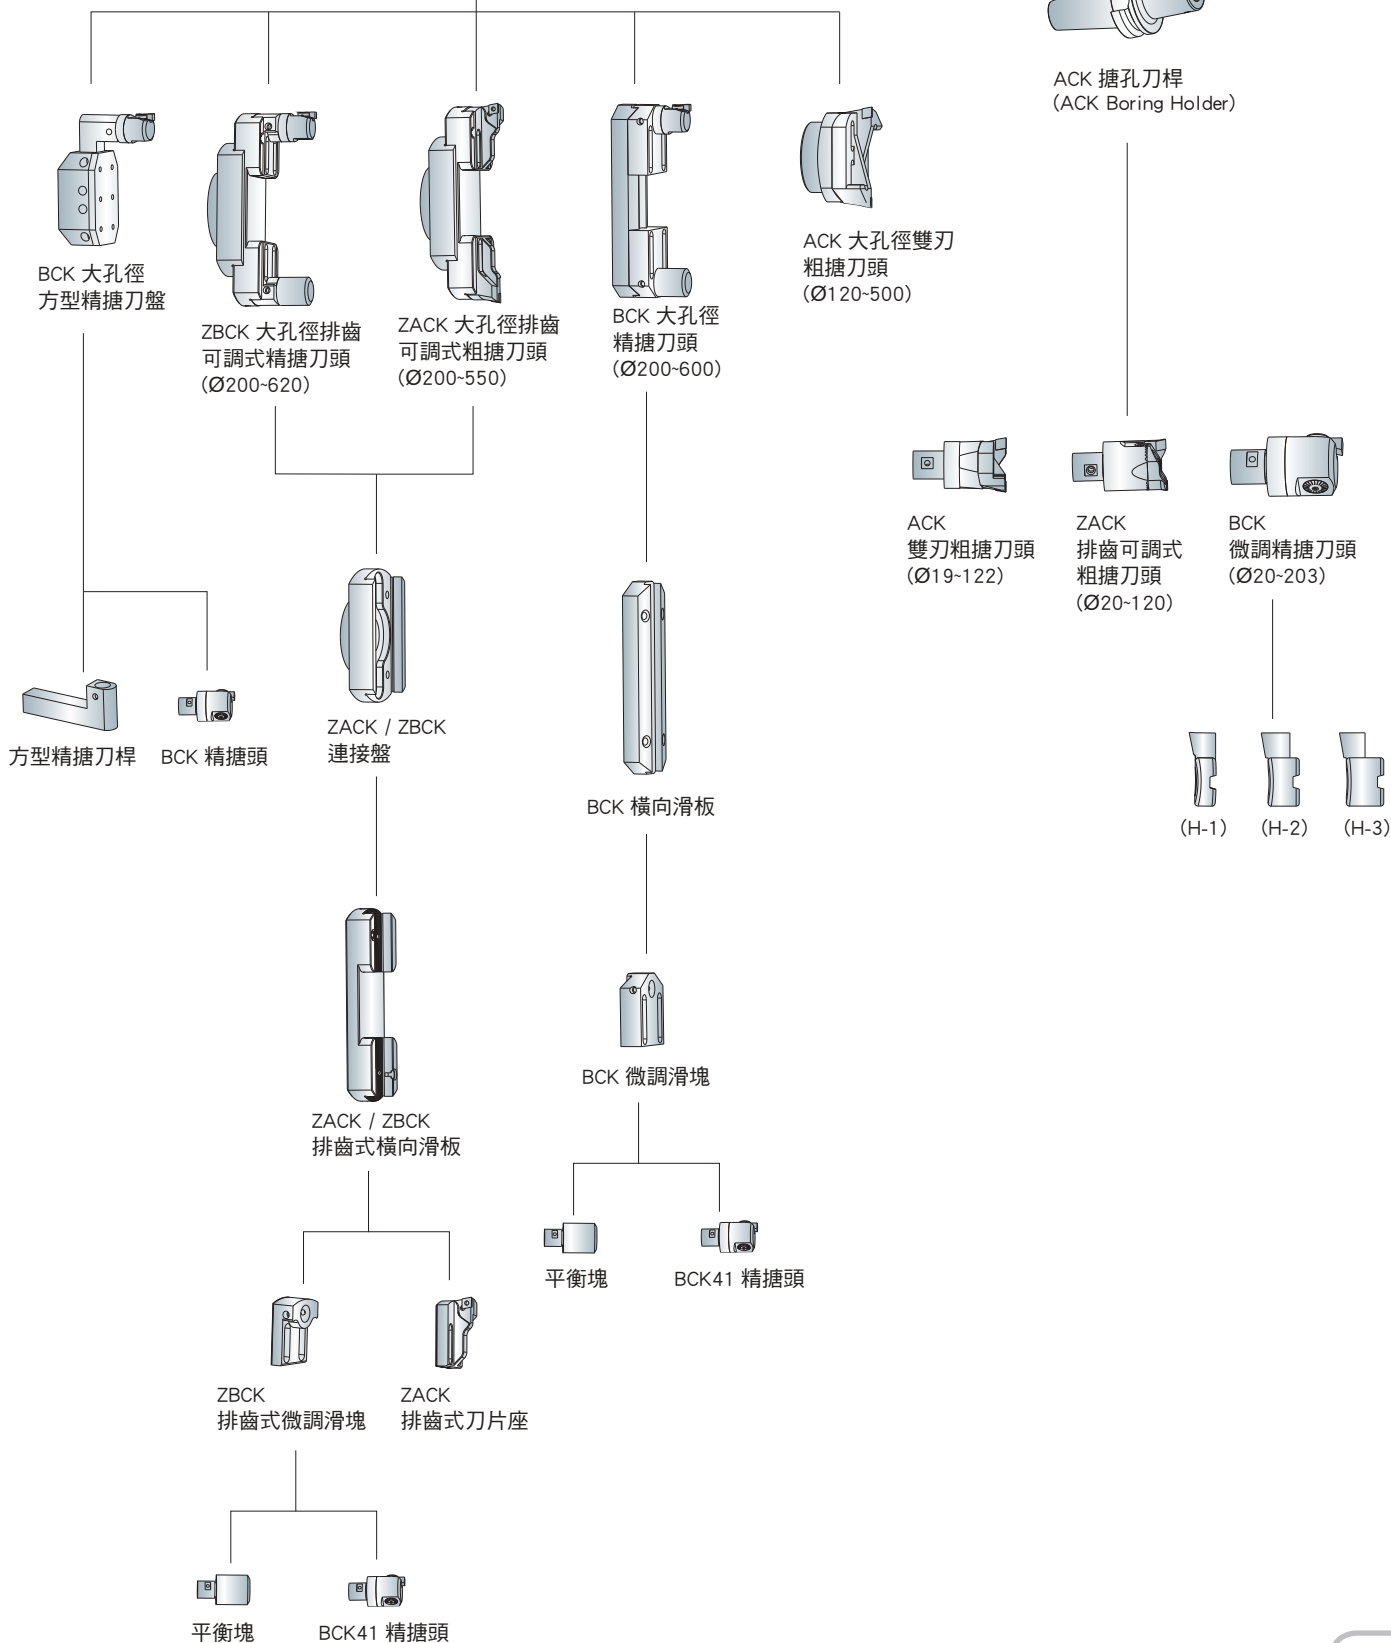 ACK 搪孔刀桿
(ACK Boring Holder)
BCK 大孔徑
方型精搪刀盤
ZBCK 大孔徑排齒
可調式精搪刀頭
(Ø200~620)
ZACK 大孔徑排齒
可調式粗搪刀頭
(Ø200~550)
BCK 大孔徑
精搪刀頭
(Ø200~600)
ACK 大孔徑雙刃
粗搪刀頭
(Ø120~500)
ACK
雙刃粗搪刀頭
(Ø19~122)
ZACK
排齒可調式
粗搪刀頭
(Ø20~120)
BCK
微調精搪刀頭
(Ø20~203)
方型精搪刀桿
BCK 精搪頭
ZACK / ZBCK
連接盤
BCK 橫向滑板
(H-1)
(H-2)
(H-3)
BCK 微調滑塊
ZACK / ZBCK
排齒式橫向滑板
平衡塊
BCK41 精搪頭
ZBCK
排齒式微調滑塊
ZACK
排齒式刀片座
平衡塊
BCK41 精搪頭